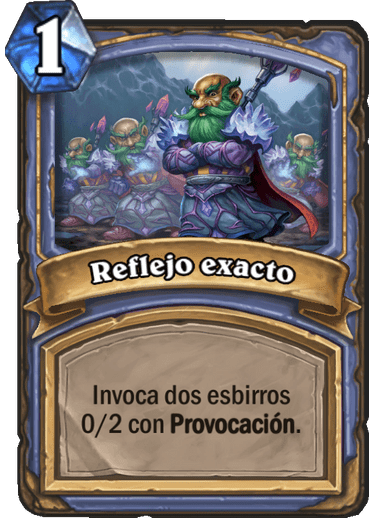 1
Reflejo exacto
Invoca dos esbirros
0/2 con Provocación.